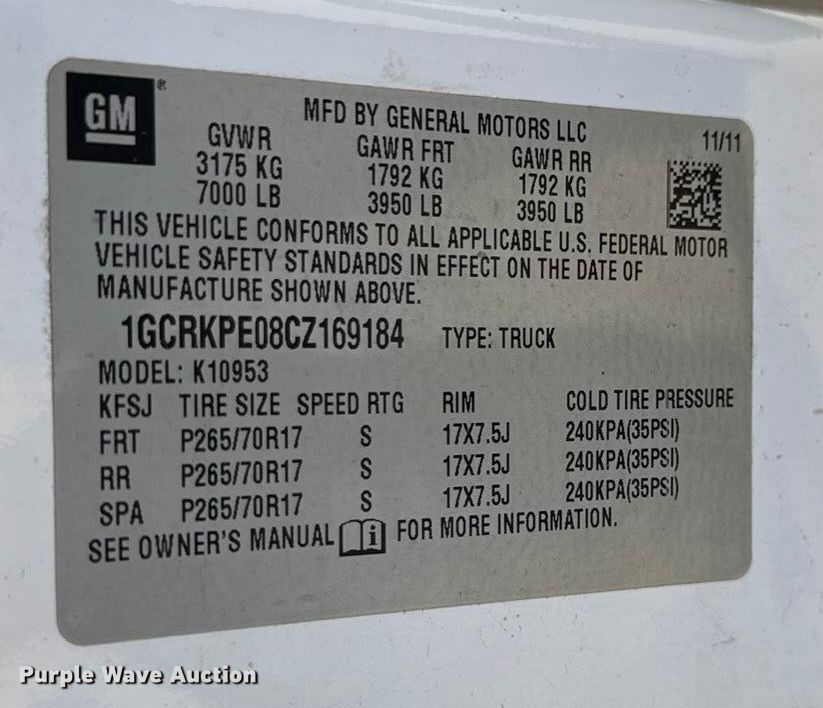 GM ®
MFD BY GENERAL MOTORS LLC
11/11
GVWR GAWR FRT GAWR RR
3175 KG 1792 KG 1792 KG
7000 LB 3950 LB 3950 LB
THIS VEHICLE CONFORMS TO ALL APPLICABLE U.S. FEDERAL MOTOR
VEHICLE SAFETY STANDARDS IN EFFECT ON THE DATE OF
MANUFACTURE SHOWN ABOVE.
1GCRKPE08CZ169184 TYPE: TRUCK
MODEL: K10953
KFSJ TIRE SIZE SPEED RTG RIM COLD TIRE PRESSURE
FRT P265/70R17 S 17X7.5J 240KPA(35PSI)
RR P265/70R17 S 17X7.5J 240KPA(35PSI)
SPA P265/70R17 S 17X7.5J 240KPA(35PSI)
SEE OWNER'S MANUAL i FOR MORE INFORMATION.
Purple Wave Auction